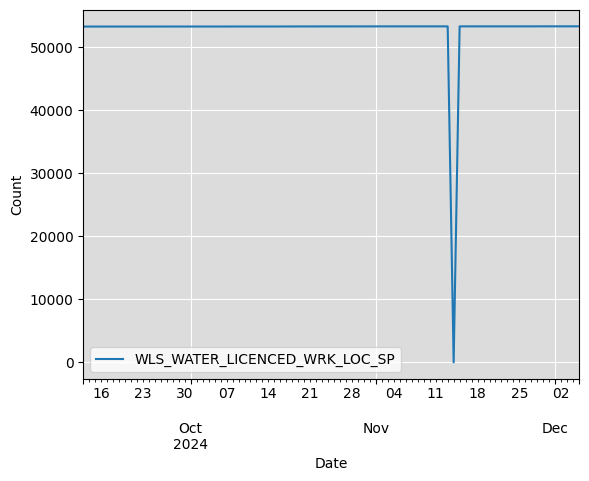 50000
40000
30000
20000
10000
0
Count
WLS_WATER_LICENCED_WRK_LOC_SP
16 23 30 07 14 21 28 04 11 18 25 02
Oct Nov Dec
2024
Date